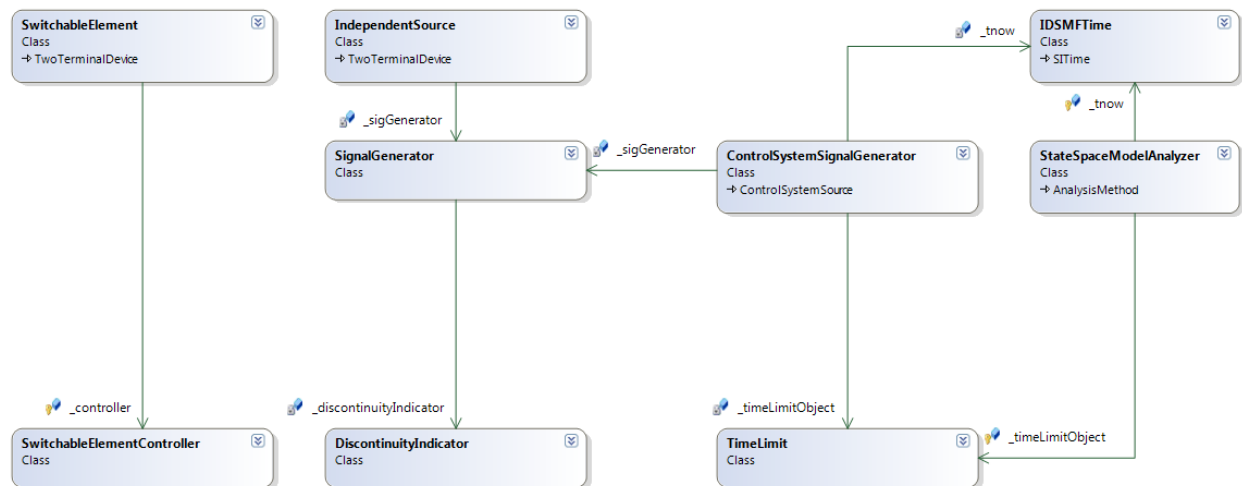 SwitchableElement
Class
TwoTerminalDevice
IndependentSource
Class
TwoTerminalDevice
_tnow
IDSMFTime
Class
SITime
_sigGenerator
_tnow
SignalGenerator
Class
_sigGenerator
ControlSystemSignalGenerator
Class
ControlSystemSource
StateSpaceModelAnalyzer
Class
AnalysisMethod
_controller
_discontinuityIndicator
_timeLimitObject
SwitchableElementController
Class
DiscontinuityIndicator
Class
TimeLimit
Class
_timeLimitObject